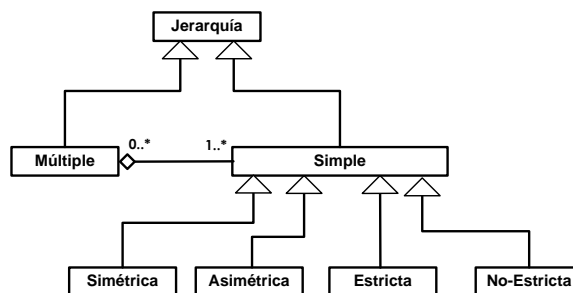 Jerarquía
0..*
1..*
Múltiple
Simple
Simétrica
Asimétrica
Estricta
No-Estricta